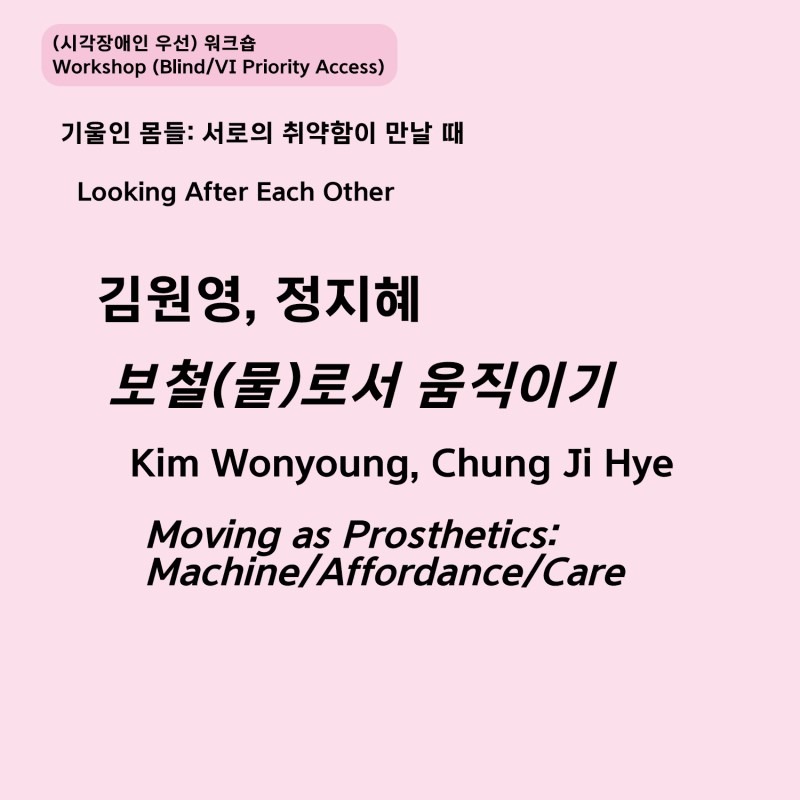 (시각장애인 우선) 워크숍
Workshop (Blind/VI Priority Access)
기울인 몸들: 서로의 취약함이 만날 때
Looking After Each Other
김원영, 정지혜
보철(물)로서 움직이기
Kim Wonyoung, Chung Ji Hye
Moving as Prosthetics:
Machine/Affordance/Care